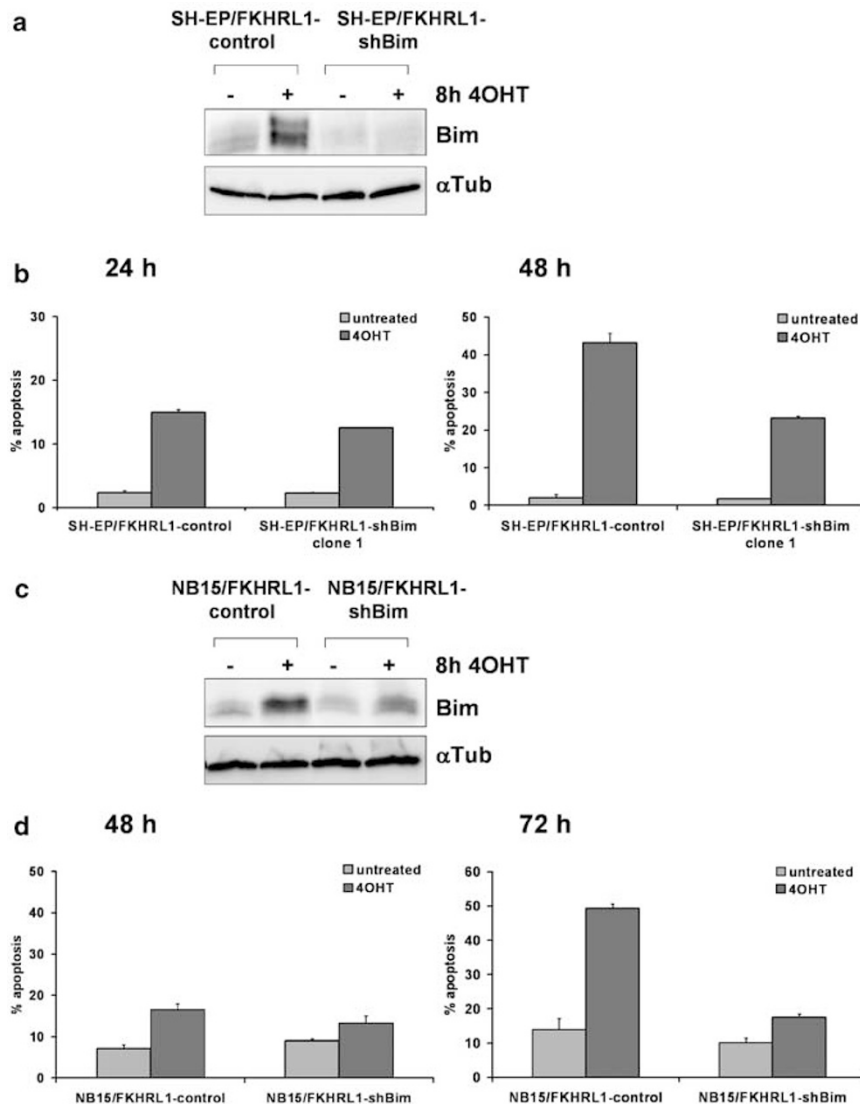 a
SH-EP/FKHRL1- SH-EP/FKHRL1-
control shBim
- + - + 8h 4OHT
Bim
αTub
b 24 h 48 h
30
20
10
0
% apoptosis
untreated
4OHT
SH-EP/FKHRL1-control SH-EP/FKHRL1-shBim
clone 1
50
40
30
20
10
0
% apoptosis
untreated
4OHT
SH-EP/FKHRL1-control SH-EP/FKHRL1-shBim
clone 1
c
NB15/FKHRL1- NB15/FKHRL1-
control shBim
- + - + 8h 4OHT
Bim
αTub
d 48 h 72 h
50
40
30
20
10
0
% apoptosis
untreated
4OHT
NB15/FKHRL1-control NB15/FKHRL1-shBim
60
50
40
30
20
10
0
% apoptosis
untreated
4OHT
NB15/FKHRL1-control NB15/FKHRL1-shBim